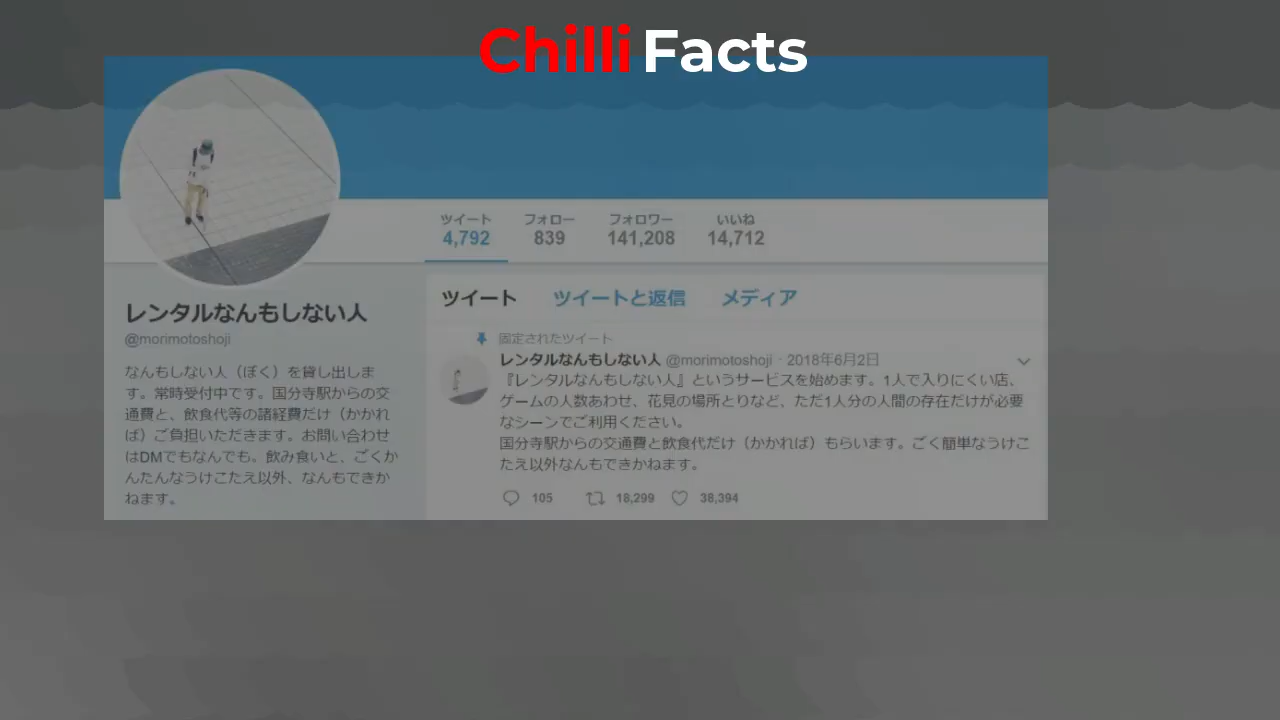 Chilli Facts
ツイート フォロー フォロワー いいね
4,792 839 141,208 14,712
レンタルなんもしない人
@morimotoshoji
なんもしない人（ぼく）を貸し出しま
す。常時受付中です。国分寺駅からの交
通費と、飲食代等の諸経費だけ（かかれ
ば）ご負担いただきます。お問い合わせ
はDMでもなんでも。飲み食いと、ごくか
んたんなうけこたえ以外、なんもできか
ねます。
ツイート ツイートと返信 メディア
固定されたツイート
レンタルなんもしない人 @morimotoshoji · 2018年6月2日
『レンタルなんもしない人』というサービスを始めます。1人で入りにくい店、
ゲームの人数あわせ、花見の場所とりなど、ただ1人分の人間の存在だけが必要
なシーンでご利用ください。
国分寺駅からの交通費と飲食代だけ（かかれば）もらいます。ごく簡単なうけこ
たえ以外なんもできかねます。
105 18,299 38,394